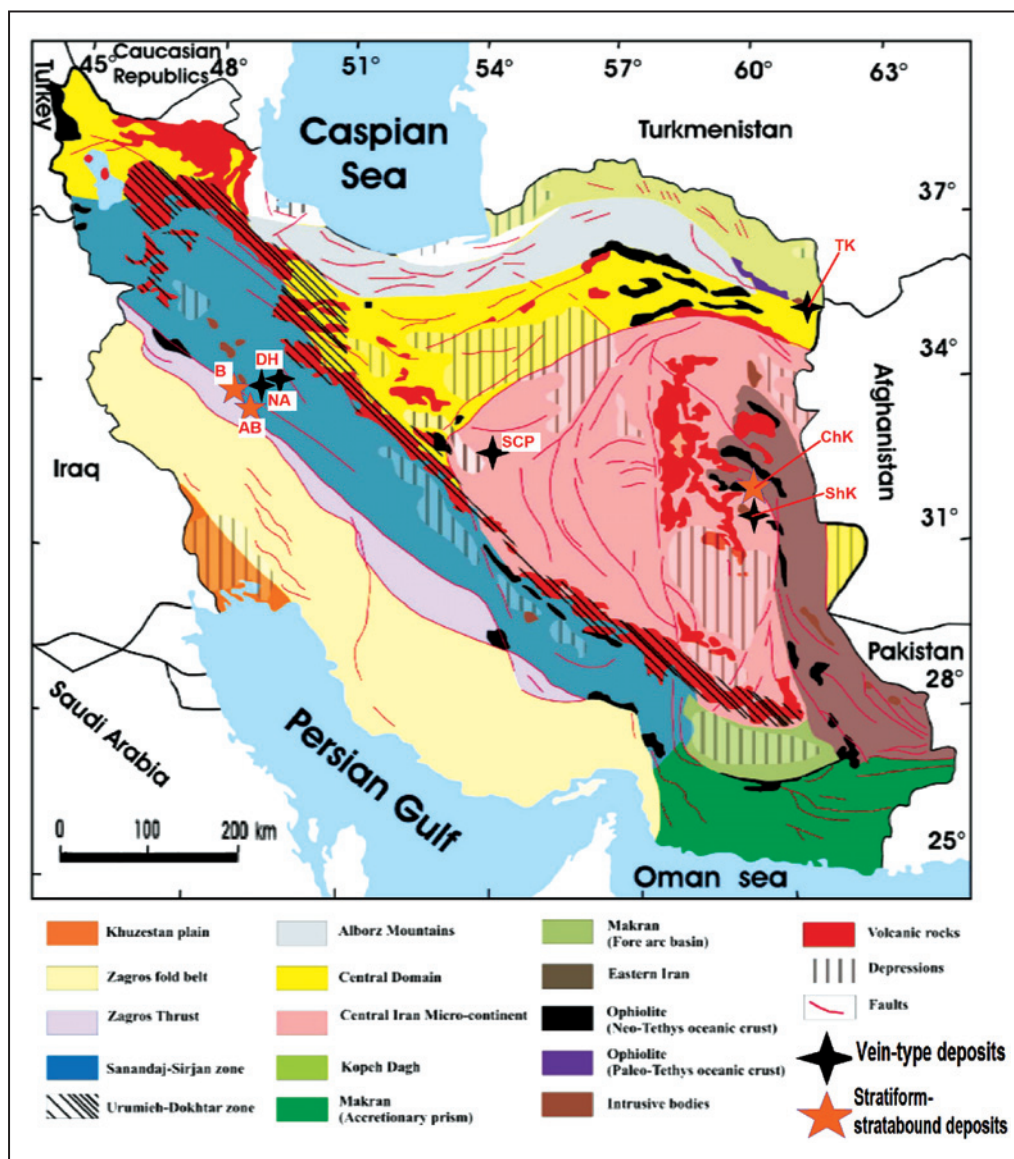 45°
48°
51°
54°
57°
60°
63°
Caucasian
Republics
Turkey
Caspian
Sea
Turkmenistan
37°
TK
34°
Afghanistan
DH
B
NA
AB
SCP
ChK
ShK
Iraq
31°
Pakistan
28°
Saudi Arabia
Persian Gulf
0 100 200 km
25°
Oman sea
Khuzestan plain
Zagros fold belt
Zagros Thrust
Sanandaj-Sirjan zone
Urumieh-Dokhtar zone
Alborz Mountains
Central Domain
Central Iran Micro-continent
Kopeh Dagh
Makran
(Accretionary prism)
Makran
(Fore arc basin)
Eastern Iran
Ophiolite
(Neo-Tethys oceanic crust)
Ophiolite
(Paleo-Tethys oceanic crust)
Intrusive bodies
Volcanic rocks
Depressions
Faults
Vein-type deposits
Stratiform-
stratabound deposits